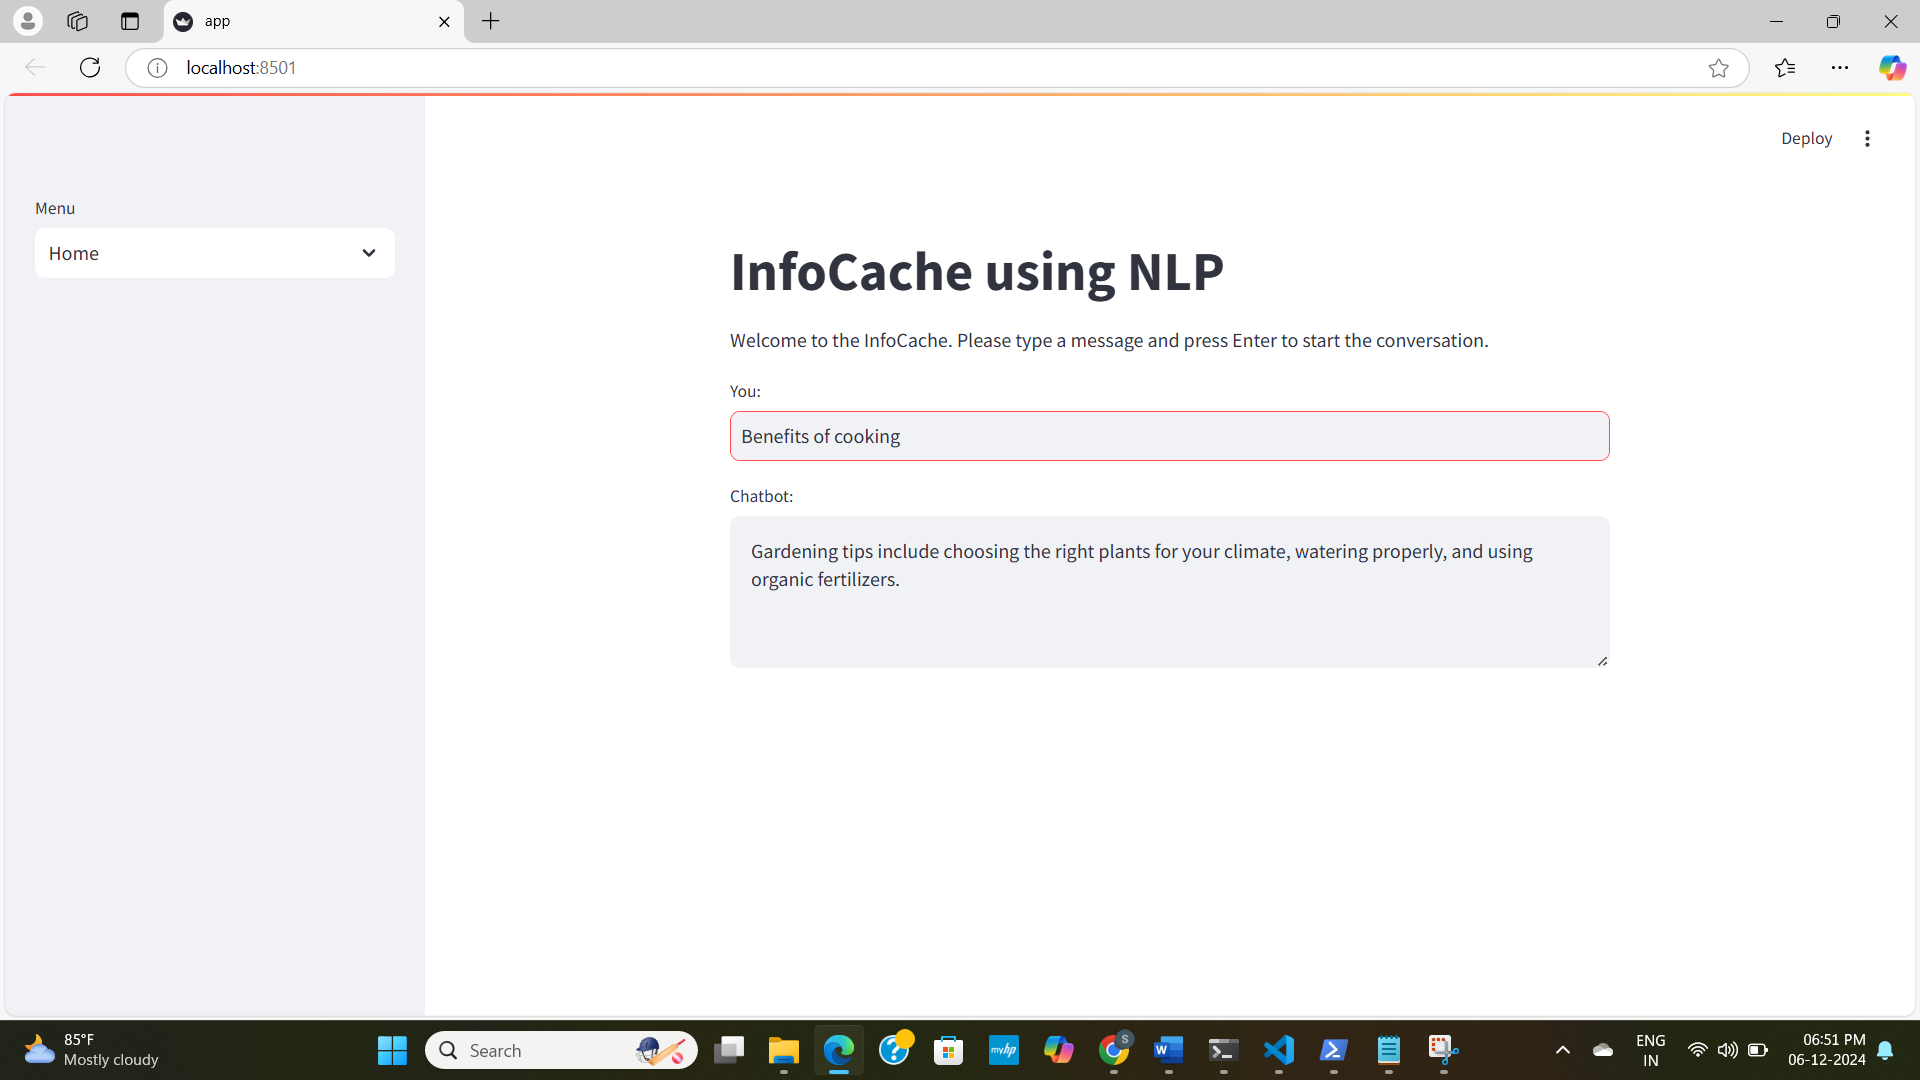 app
localhost:8501
Deploy
Menu
Home
InfoCache using NLP
Welcome to the InfoCache. Please type a message and press Enter to start the conversation.
You:
Benefits of cooking
Chatbot:
Gardening tips include choosing the right plants for your climate, watering properly, and using
organic fertilizers.
85°F
Mostly cloudy
Search
myhp
S
W
ENG
IN
06:51 PM
06-12-2024